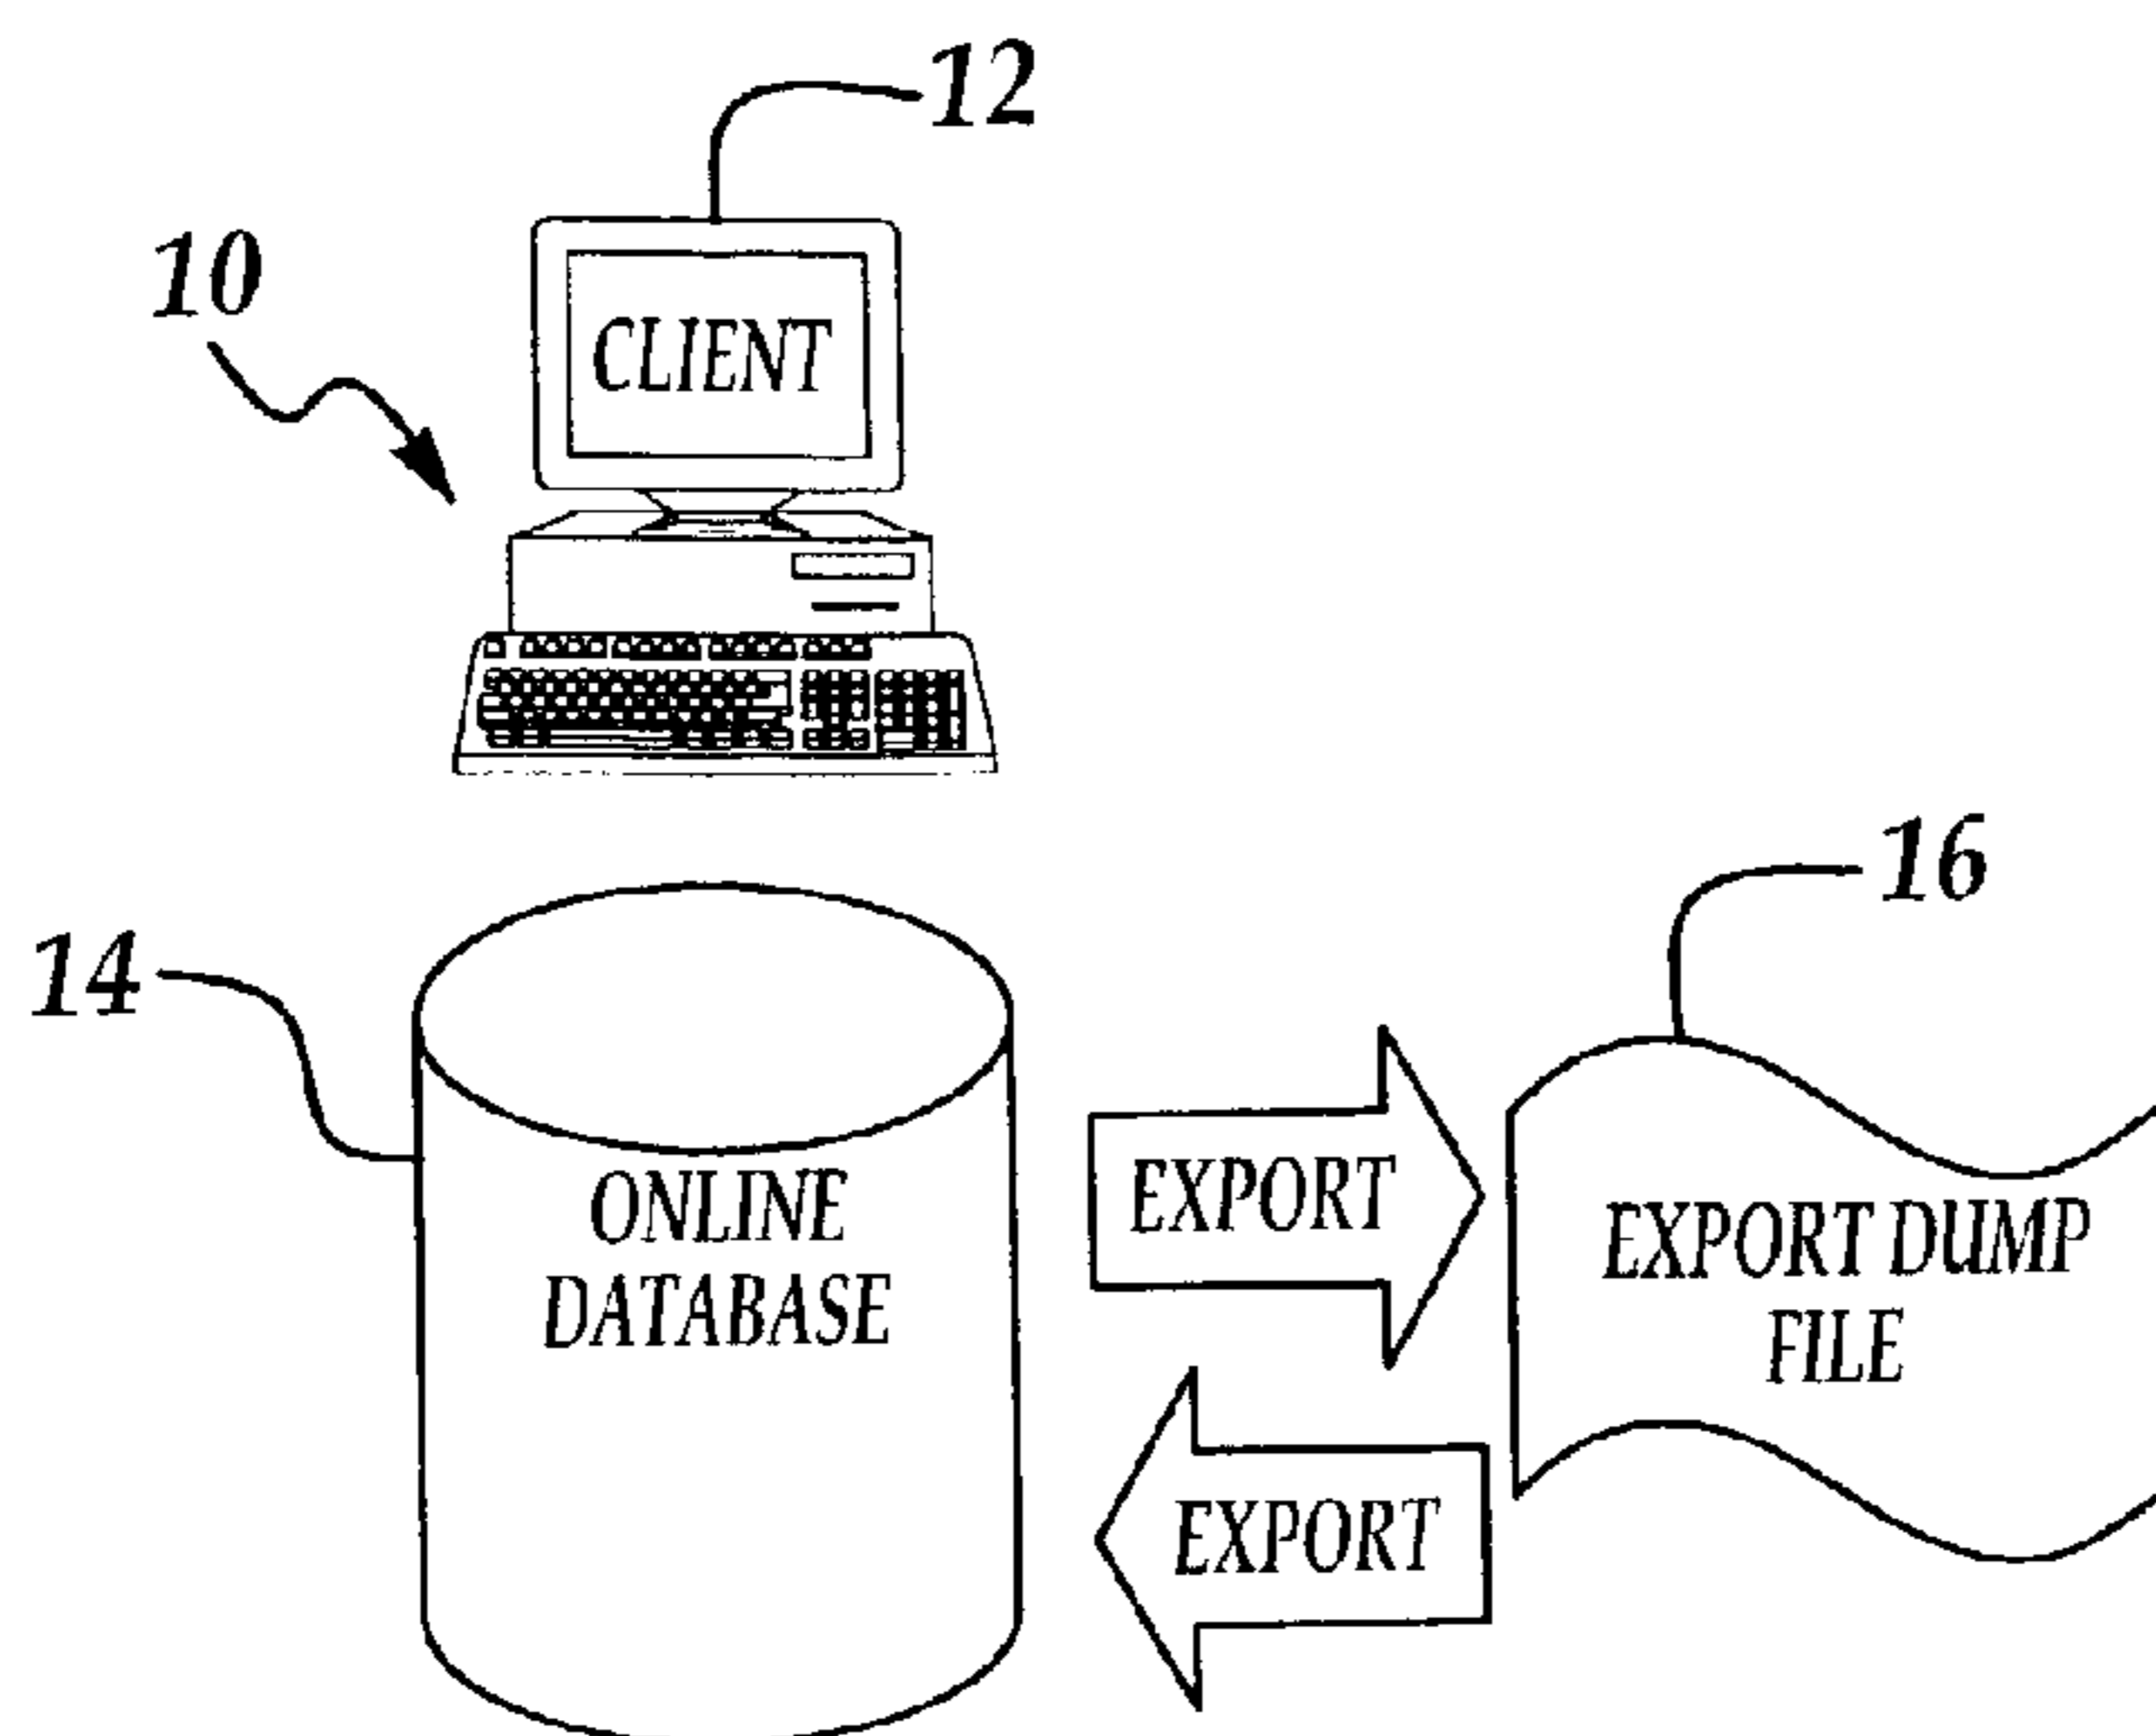 12
10
CLIENT
16
14
ONLINE
DATABASE
EXPORT
EXPORT DUMP
FILE
EXPORT